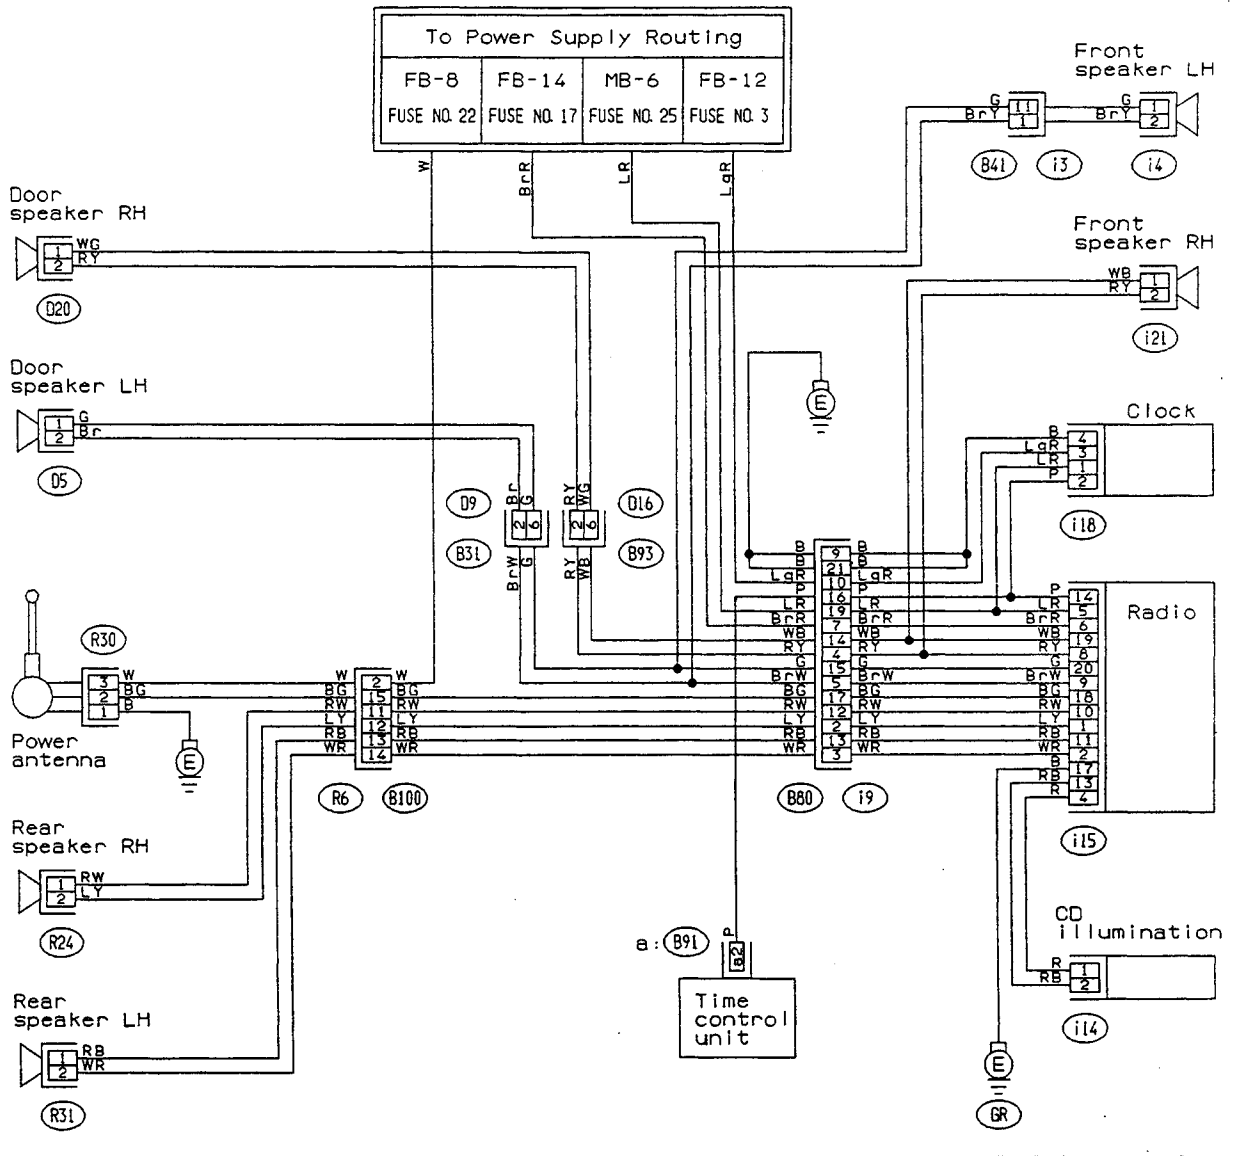 To Power Supply Routing
FB-8 FB-14 MB-6 FB-12
FUSE NO. 22 FUSE NO. 17 FUSE NO. 25 FUSE NO. 3
W BrR LR LgR
Front
speaker LH
G 11 G 1
BrY 1 BrY 2
B41 i3 i4
Door
speaker RH
1 WG
2 RY
D20
Front
speaker RH
WB 1
RY 2
i21
Door
speaker LH
1 G
2 Br
D5
E
Clock
B 4
LgR 3
LR 1
P 2
i18
D9 Br G RY WG D16
2 6 2 6
B31 BrW G RY WB B93
B 9 B
B 21 B
LgR 10 LgR
P 16 P
LR 19 LR
BrR 7 BrR
WB 14 WB
RY 4 RY
G 15 G
BrW 5 BrW
BG 17 BG
RW 12 RW
LY 2 LY
RB 13 RB
WR 3 WR
B80 i9
Radio
P 14
LR 5
BrR 6
WB 19
RY 8
G 20
BrW 9
BG 18
RW 10
LY 1
RB 11
WR 2
B 17
RB 13
R 4
i15
R30
3 W
2 BG
1 B
Power
antenna
E
W 2 W
BG 15 BG
RW 11 RW
LY 12 LY
RB 13 RB
WR 14 WR
R6 B100
Rear
speaker RH
1 RW
2 LY
R24
CD
illumination
R 1
RB 2
i14
P
a: B91
a2
Time
control
unit
Rear
speaker LH
1 RB
2 WR
R31
E
GR